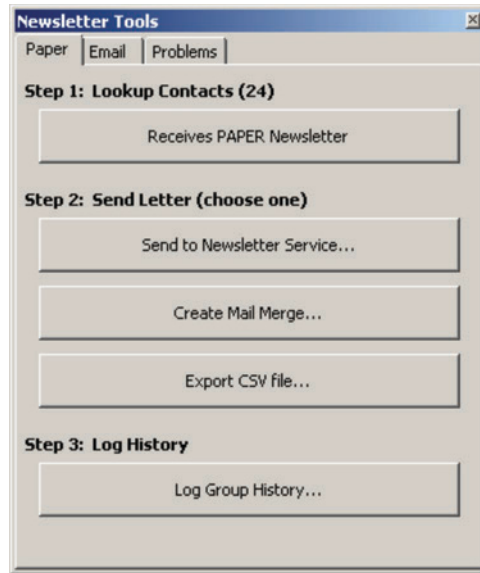 Newsletter Tools
Paper Email Problems
Step 1: Lookup Contacts (24)
Receives PAPER Newsletter
Step 2: Send Letter (choose one)
Send to Newsletter Service...
Create Mail Merge...
Export CSV file...
Step 3: Log History
Log Group History...